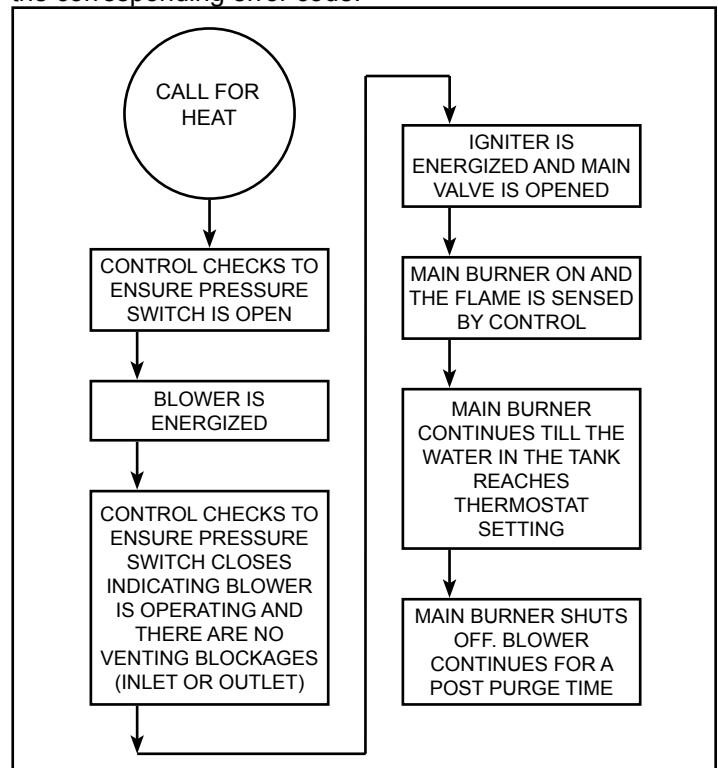 the corresponding error code.
CALL FOR
HEAT
CONTROL CHECKS TO
ENSURE PRESSURE
SWITCH IS OPEN
BLOWER IS
ENERGIZED
CONTROL CHECKS TO
ENSURE PRESSURE
SWITCH CLOSES
INDICATING BLOWER
IS OPERATING AND
THERE ARE NO
VENTING BLOCKAGES
(INLET OR OUTLET)
IGNITER IS
ENERGIZED AND MAIN
VALVE IS OPENED
MAIN BURNER ON AND
THE FLAME IS SENSED
BY CONTROL
MAIN BURNER
CONTINUES TILL THE
WATER IN THE TANK
REACHES
THERMOSTAT
SETTING
MAIN BURNER SHUTS
OFF. BLOWER
CONTINUES FOR A
POST PURGE TIME